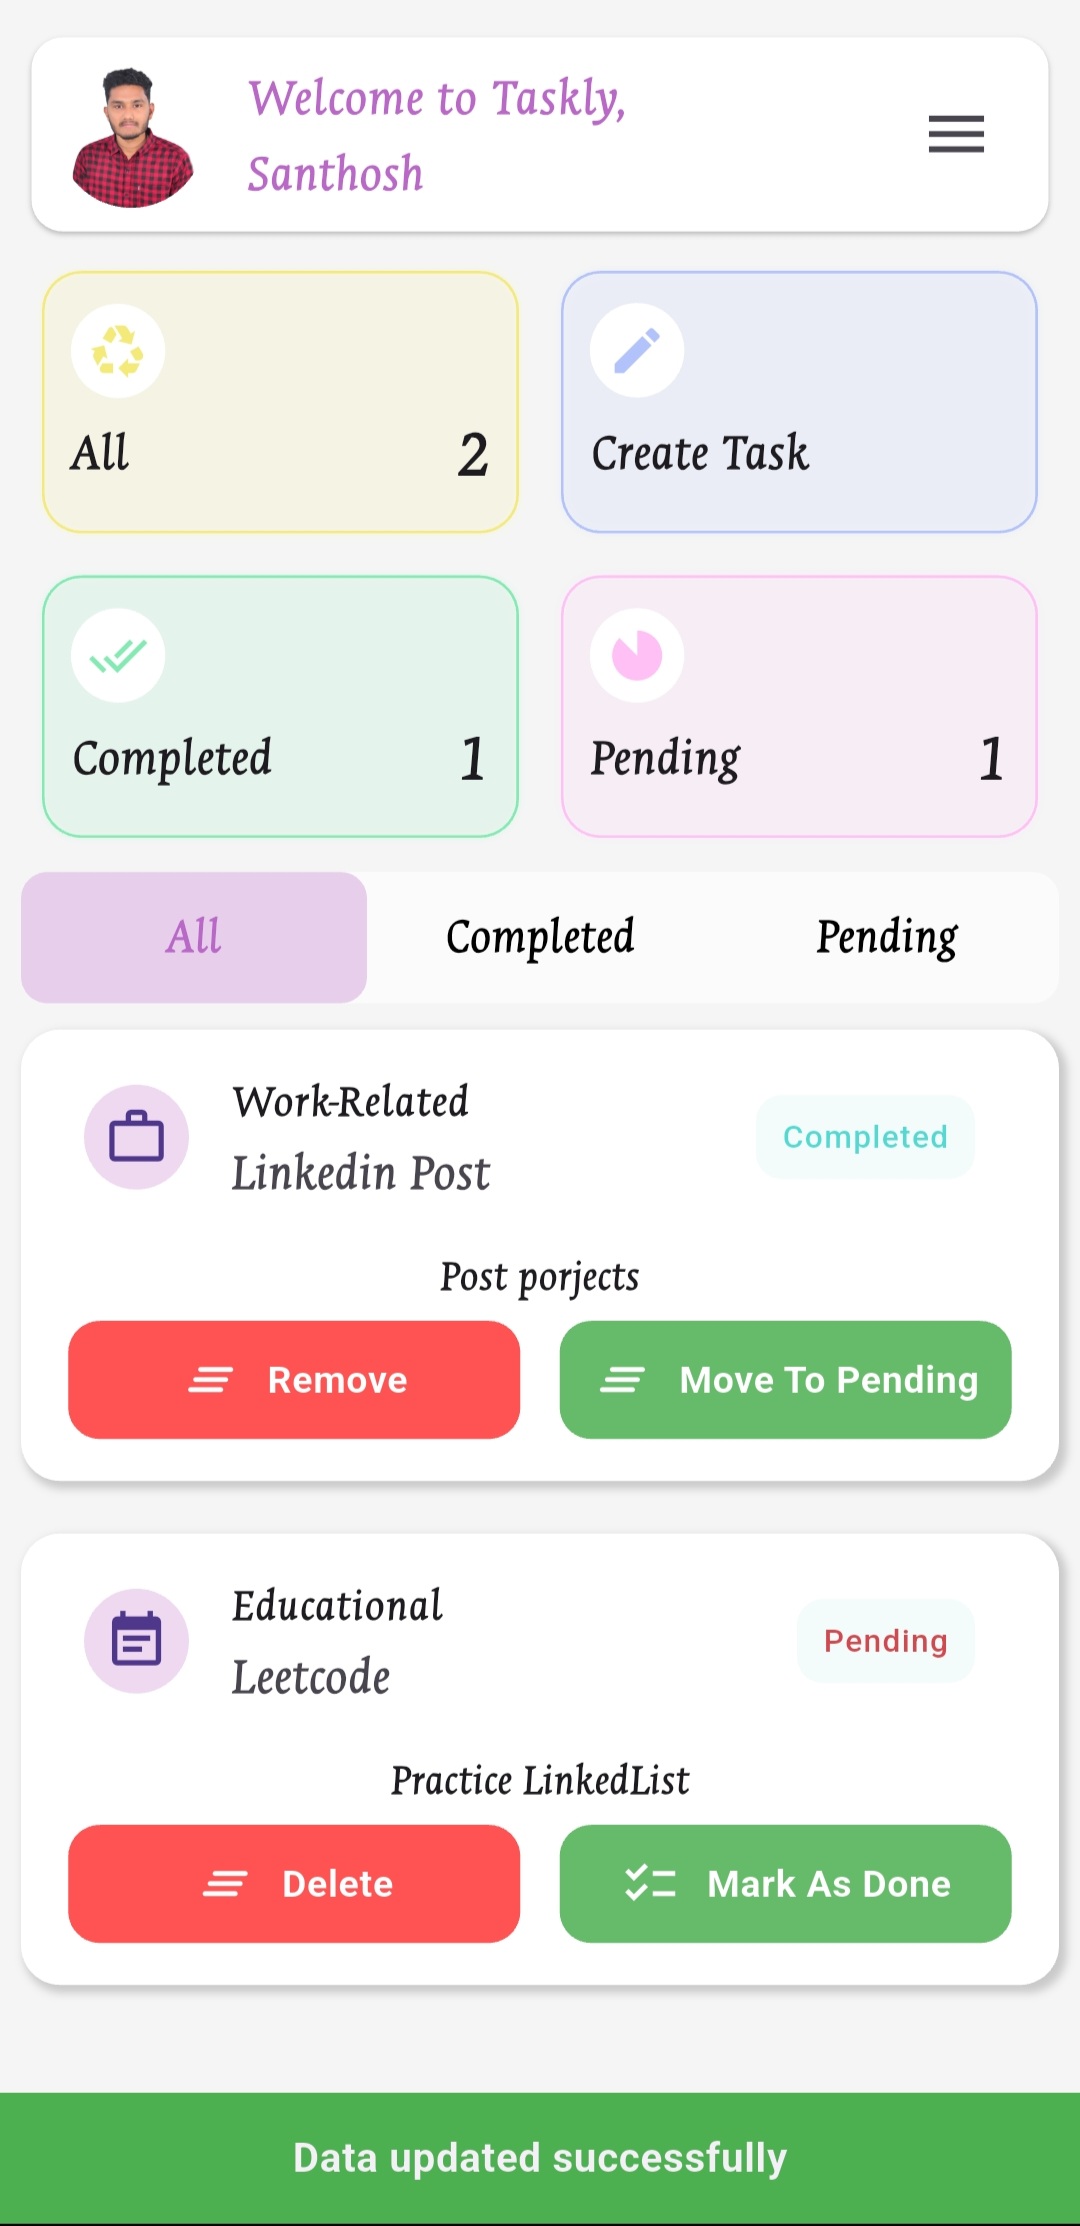 Welcome to Taskly,
Santhosh
All 2
Create Task
Completed 1
Pending 1
All Completed Pending
Work-Related
Linkedin Post
Completed
Post porjects
Remove
Move To Pending
Educational
Leetcode
Pending
Practice LinkedList
Delete
Mark As Done
Data updated successfully